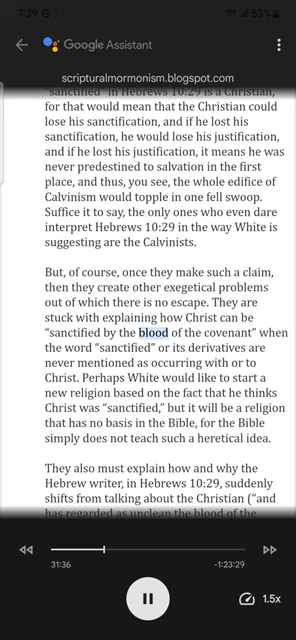 7:39
53%
Google Assistant
scripturalmormonism.blogspot.com
"sanctified" in Hebrews 10:29 is a Christian,
for that would mean that the Christian could
lose his sanctification, and if he lost his
sanctification, he would lose his justification,
and if he lost his justification, it means he was
never predestined to salvation in the first
place, and thus, you see, the whole edifice of
Calvinism would topple in one fell swoop.
Suffice it to say, the only ones who even dare
interpret Hebrews 10:29 in the way White is
suggesting are the Calvinists.
But, of course, once they make such a claim,
then they create other exegetical problems
out of which there is no escape. They are
stuck with explaining how Christ can be
“sanctified by the blood of the covenant” when
the word “sanctified” or its derivatives are
never mentioned as occurring with or to
Christ. Perhaps White would like to start a
new religion based on the fact that he thinks
Christ was “sanctified,” but it will be a religion
that has no basis in the Bible, for the Bible
simply does not teach such a heretical idea.
They also must explain how and why the
Hebrew writer, in Hebrews 10:29, suddenly
shifts from talking about the Christian (“and
has regarded as unclean the blood of the
31:36
-1:23:29
1.5x